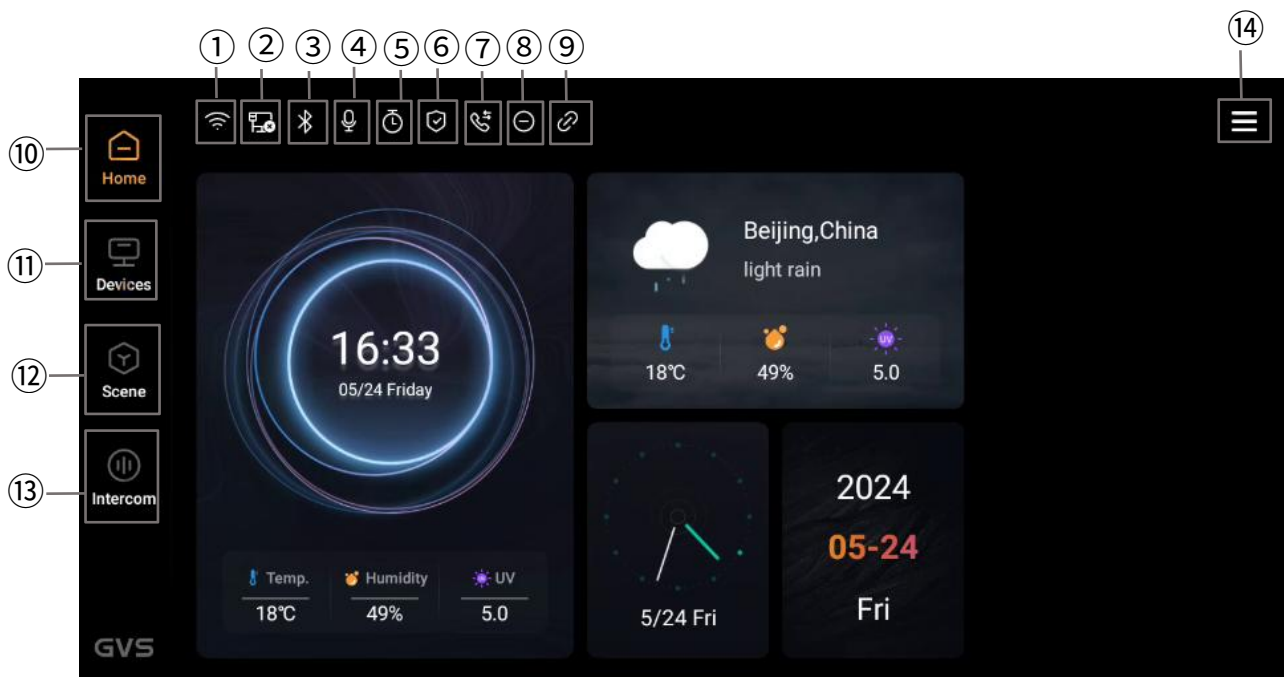 ① ② ③ ④ ⑤ ⑥ ⑦ ⑧ ⑨ ⑭
⑩ Home
⑪ Devices
⑫ Scene
⑬ Intercom
GVS
16:33
05/24 Friday
Temp. Humidity UV
18℃ 49% 5.0
Beijing,China
light rain
UV
18℃ 49% 5.0
5/24 Fri
2024
05-24
Fri